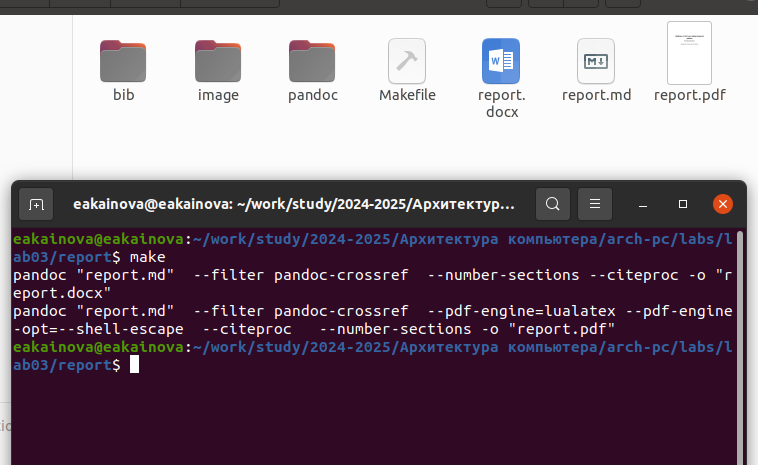 bib
image
pandoc
Makefile
report.
docx
report.md
report.pdf
eakainova@eakainova: ~/work/study/2024-2025/Архитектур...
eakainova@eakainova:~/work/study/2024-2025/Архитектура компьютера/arch-pc/labs/l
ab03/report$ make
pandoc "report.md"  --filter pandoc-crossref  --number-sections --citeproc -o "r
eport.docx"
pandoc "report.md"  --filter pandoc-crossref  --pdf-engine=lualatex --pdf-engine
-opt=--shell-escape  --citeproc   --number-sections -o "report.pdf"
eakainova@eakainova:~/work/study/2024-2025/Архитектура компьютера/arch-pc/labs/l
ab03/report$